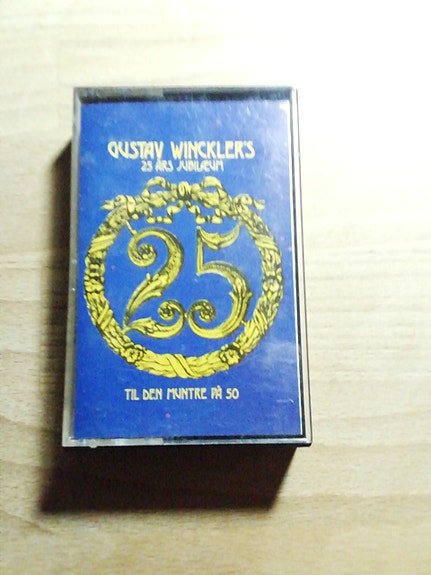 GUSTAV WINCKLER'S
25 ÅRS JUBILÆUM
25
TIL DEN MUNTRE PÅ 50